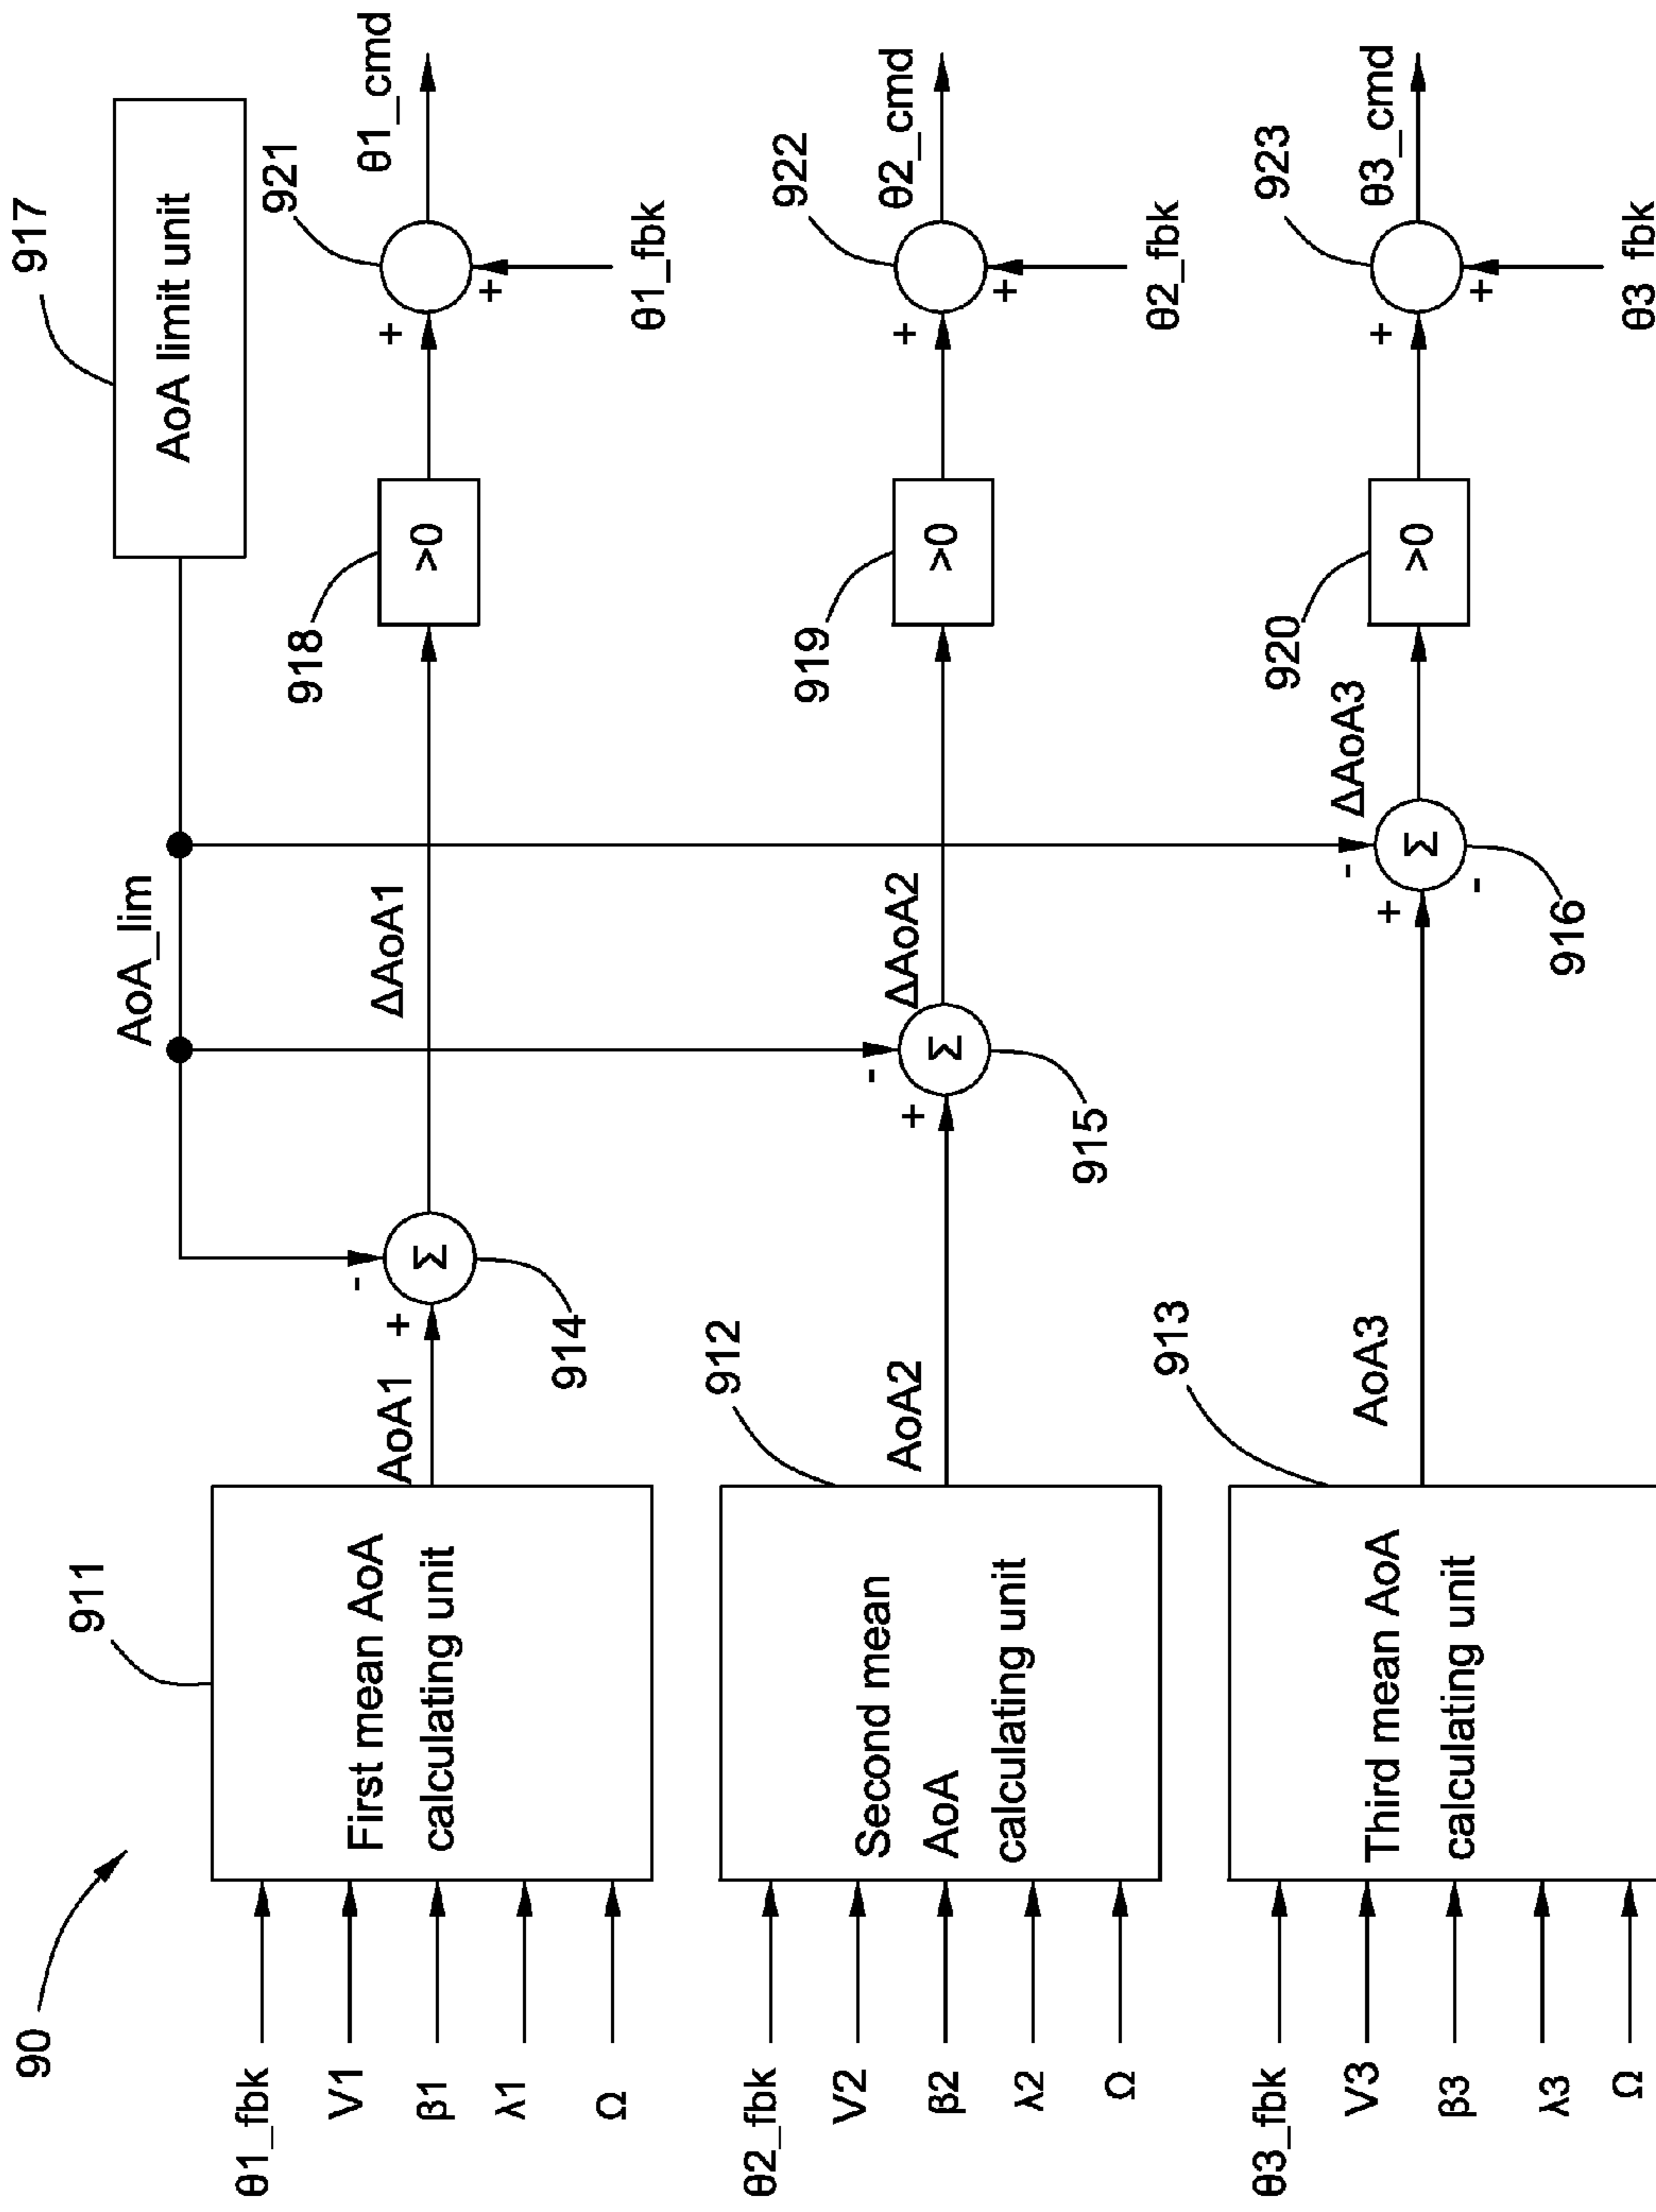 90
917
AoA limit unit
AoA_lim
911
θ1_fbk
V1
β1
λ1
Ω
First mean AoA
calculating unit
AoA1
+
-
Σ
914
ΔAoA1
918
>0
+
921
θ1_cmd
+
θ1_fbk
912
θ2_fbk
V2
β2
λ2
Ω
Second mean
AoA
calculating unit
AoA2
+
-
Σ
915
ΔAoA2
919
>0
+
922
θ2_cmd
+
θ2_fbk
913
θ3_fbk
V3
β3
λ3
Ω
Third mean AoA
calculating unit
AoA3
+
-
Σ
-
916
ΔAoA3
920
>0
+
923
θ3_cmd
+
θ3_fbk